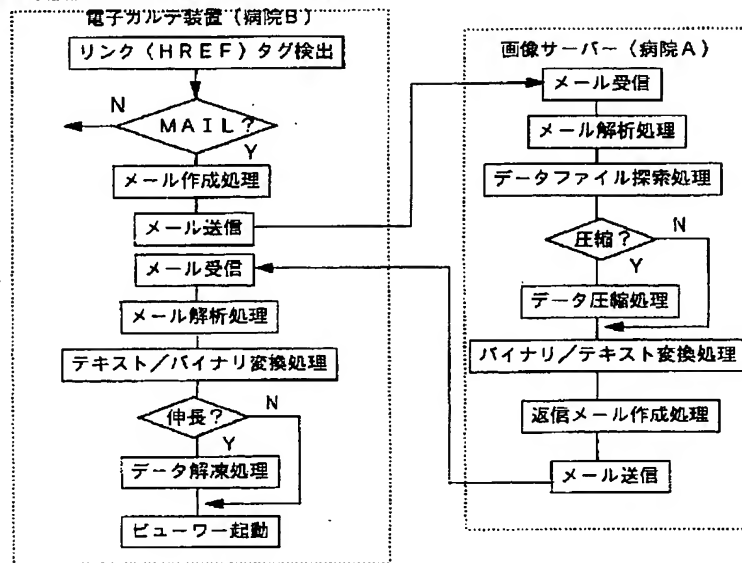 電子カルテ装置(病院B)
リンク〈HREF〉タグ検出
N
MAIL?
Y
メール作成処理
メール送信
メール受信
メール解析処理
テキスト／バイナリ変換処理
伸長?
N
Y
データ解凍処理
ビューワー起動
画像サーバー(病院A)
メール受信
メール解析処理
データファイル探索処理
圧縮?
N
Y
データ圧縮処理
バイナリ／テキスト変換処理
返信メール作成処理
メール送信